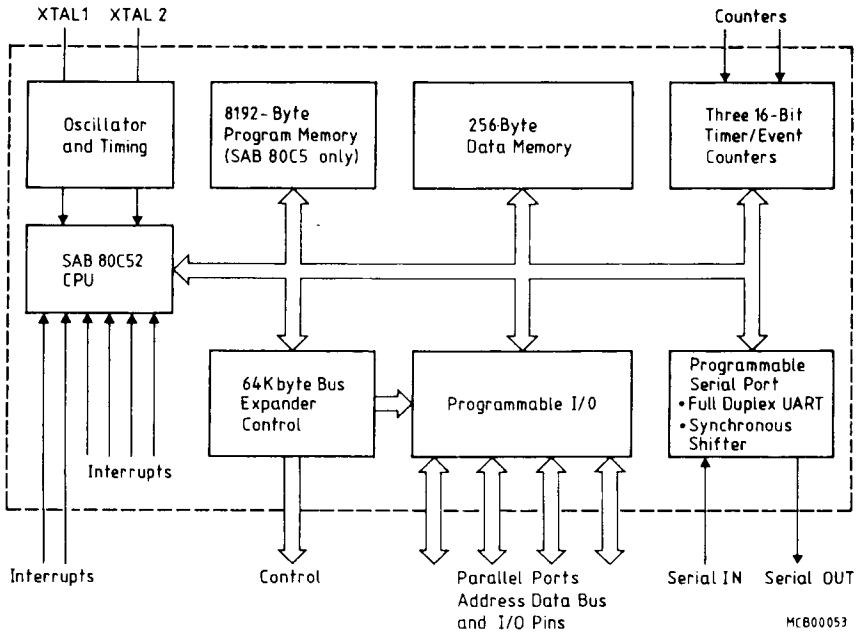 XTAL1 XTAL 2
Counters
Oscillator
and Timing
8192-Byte
Program Memory
(SAB 80C5 only)
256-Byte
Data Memory
Three 16-Bit
Timer/Event
Counters
SAB 80C52
CPU
64K byte Bus
Expander
Control
Programmable I/O
Programmable
Serial Port
• Full Duplex UART
• Synchronous
Shifter
Interrupts
Interrupts
Control
Parallel Ports
Address Data Bus
and I/O Pins
Serial IN
Serial OUT
MCB00053